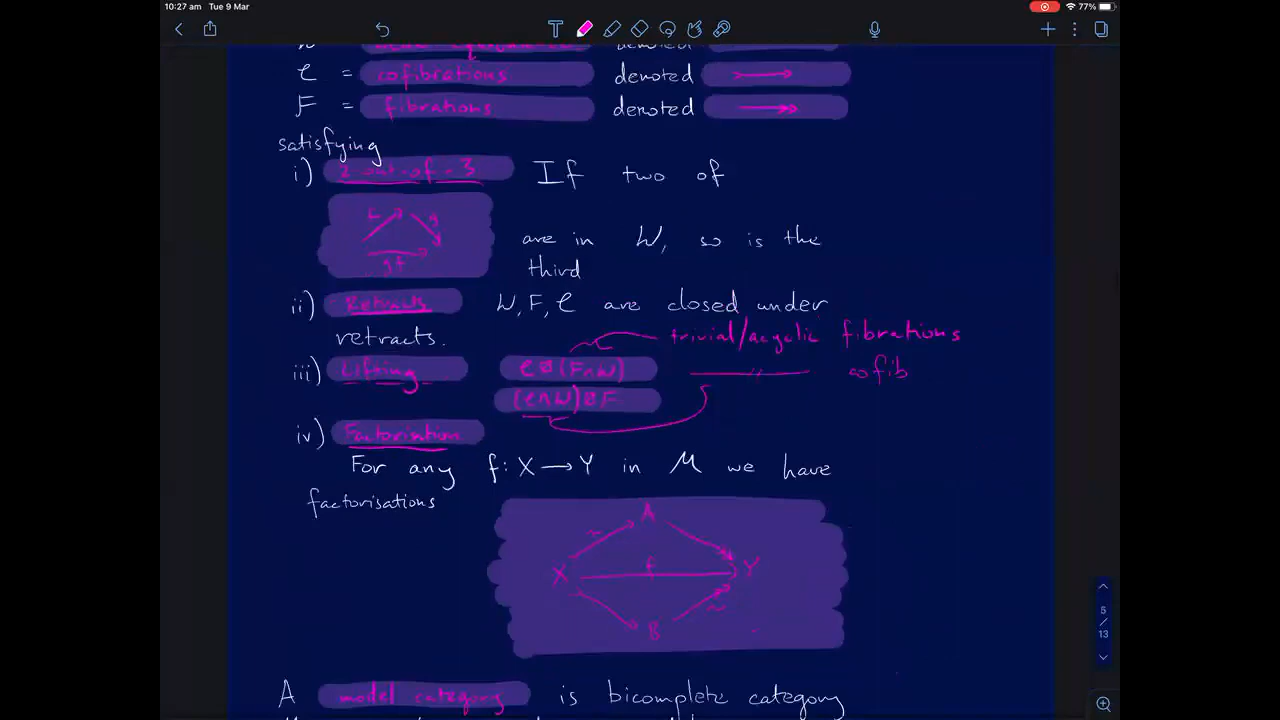 10:27 am Tue 9 Mar
77%
denoted
C = cofibrations denoted
F = fibrations denoted
satisfying
i) 2 out of 3 If two of
f g
gf
are in W, so is the
third
ii) Retracts W, F, C are closed under
retracts.
trivial/acyclic fibrations
iii) Lifting C⧄(F∩W) cofib
(C∩W)⧄F
iv) Factorisation
For any f: X → Y in M we have
factorisations
A
~
X f Y
~
B
5
/
13
A model category is bicomplete category